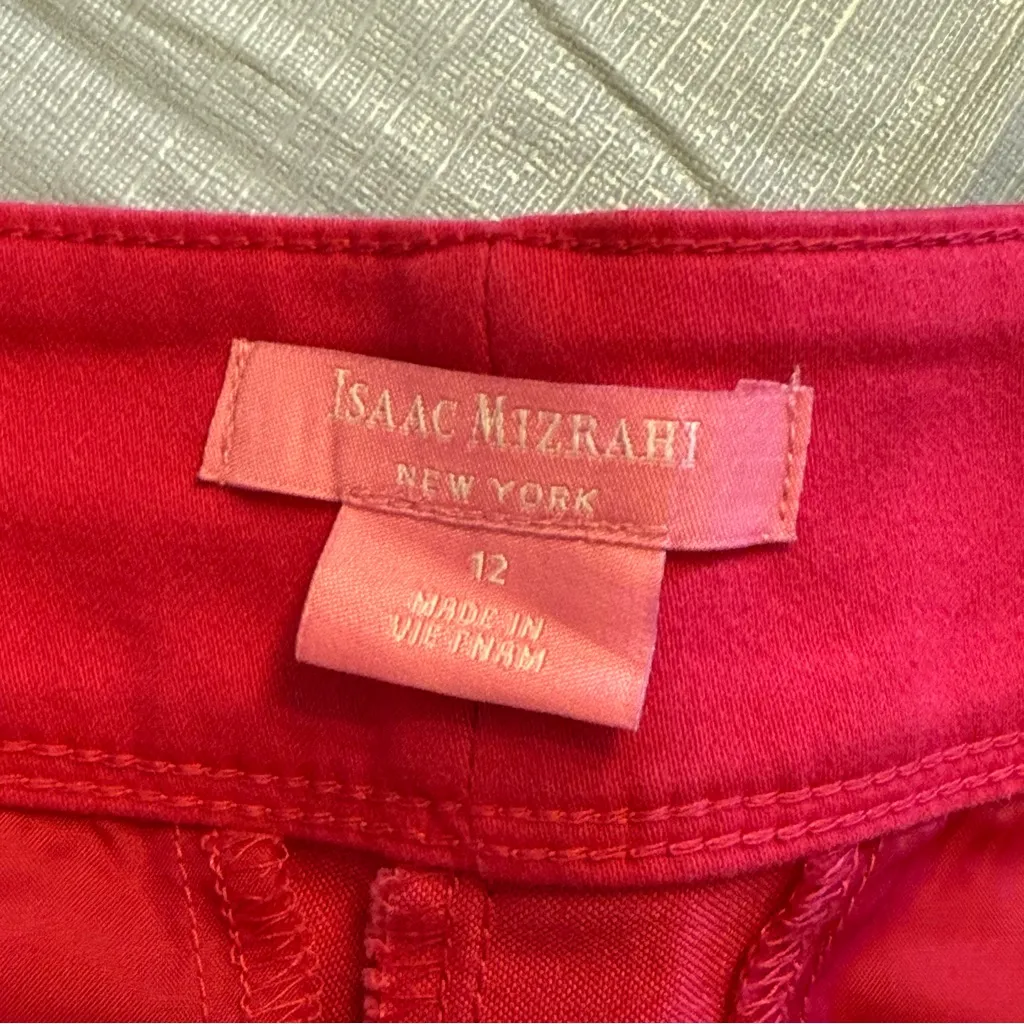 ISAAC MIZRAHI
NEW YORK
12
MADE IN
VIETNAM